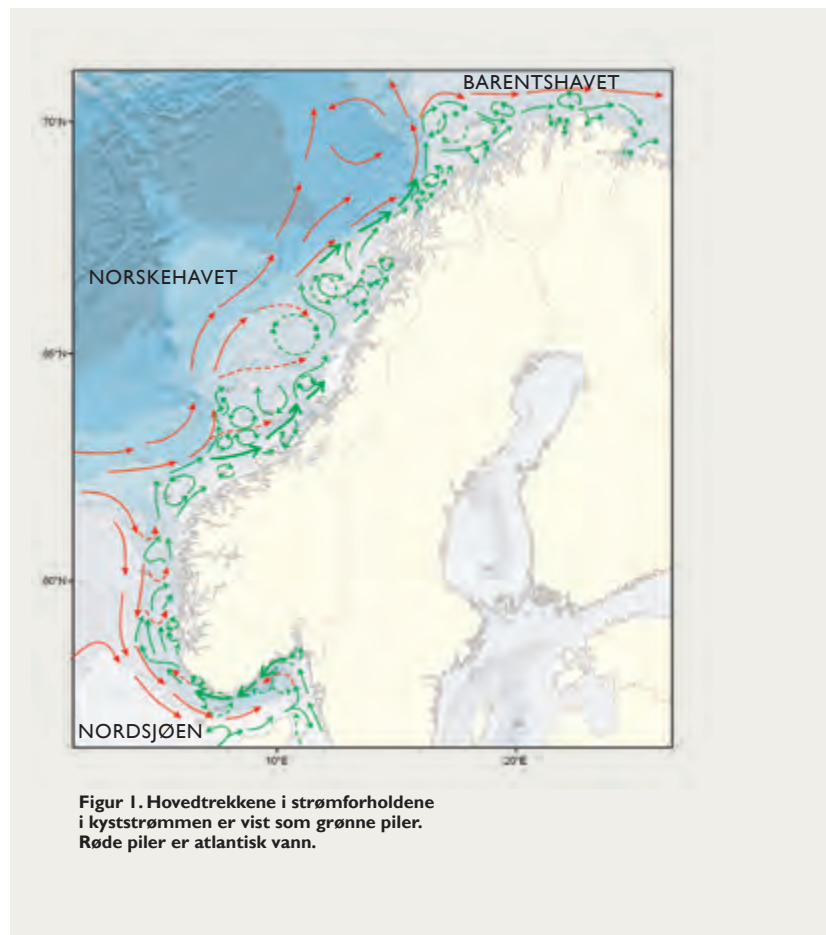 BARENTSHAVET
70°N
NORSKEHAVET
65°N
60°N
NORDSJØEN
10°E
20°E
Figur 1. Hovedtrekkene i strømforholdene
i kyststrømmen er vist som grønne piler.
Røde piler er atlantisk vann.